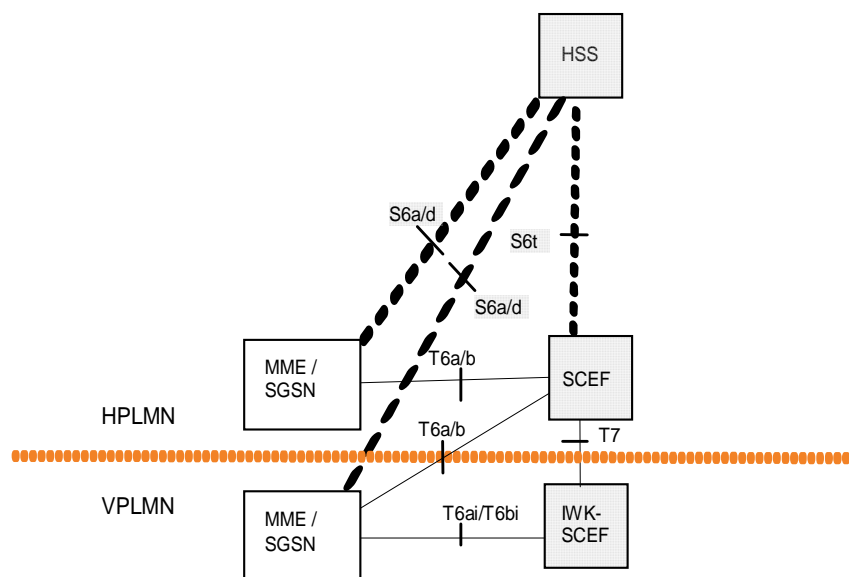 HSS
S6a/d
S6t
S6a/d
T6a/b
MME /
SGSN
SCEF
HPLMN
T6a/b
T7
VPLMN
T6ai/T6bi
MME /
SGSN
IWK-
SCEF